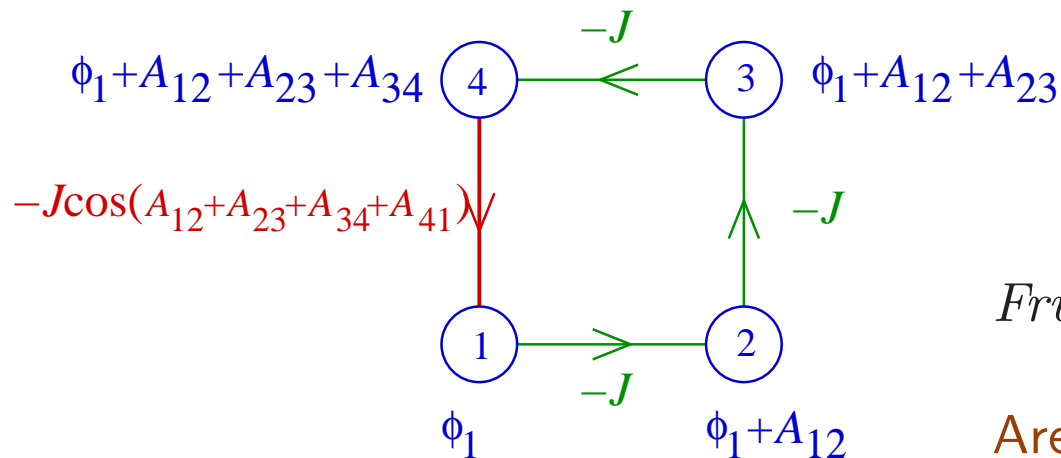 −J
ϕ₁+A₁₂+A₂₃+A₃₄ 4 3 ϕ₁+A₁₂+A₂₃
−Jcos(A₁₂+A₂₃+A₃₄+A₄₁) −J
1 2
−J
ϕ₁ ϕ₁+A₁₂